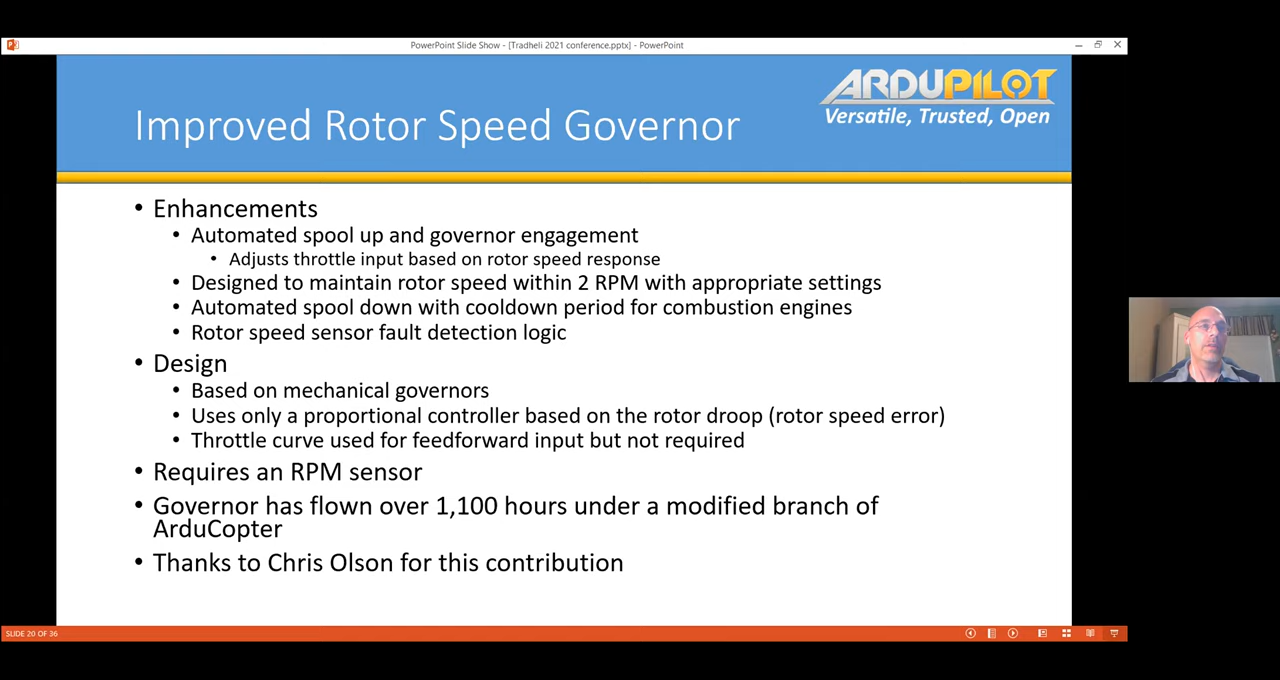 PowerPoint Slide Show - [Tradheli 2021 conference.pptx] - PowerPoint
ARDUPILOT
Versatile, Trusted, Open
Improved Rotor Speed Governor
• Enhancements
• Automated spool up and governor engagement
• Adjusts throttle input based on rotor speed response
• Designed to maintain rotor speed within 2 RPM with appropriate settings
• Automated spool down with cooldown period for combustion engines
• Rotor speed sensor fault detection logic
• Design
• Based on mechanical governors
• Uses only a proportional controller based on the rotor droop (rotor speed error)
• Throttle curve used for feedforward input but not required
• Requires an RPM sensor
• Governor has flown over 1,100 hours under a modified branch of
ArduCopter
• Thanks to Chris Olson for this contribution
SLIDE 20 OF 36